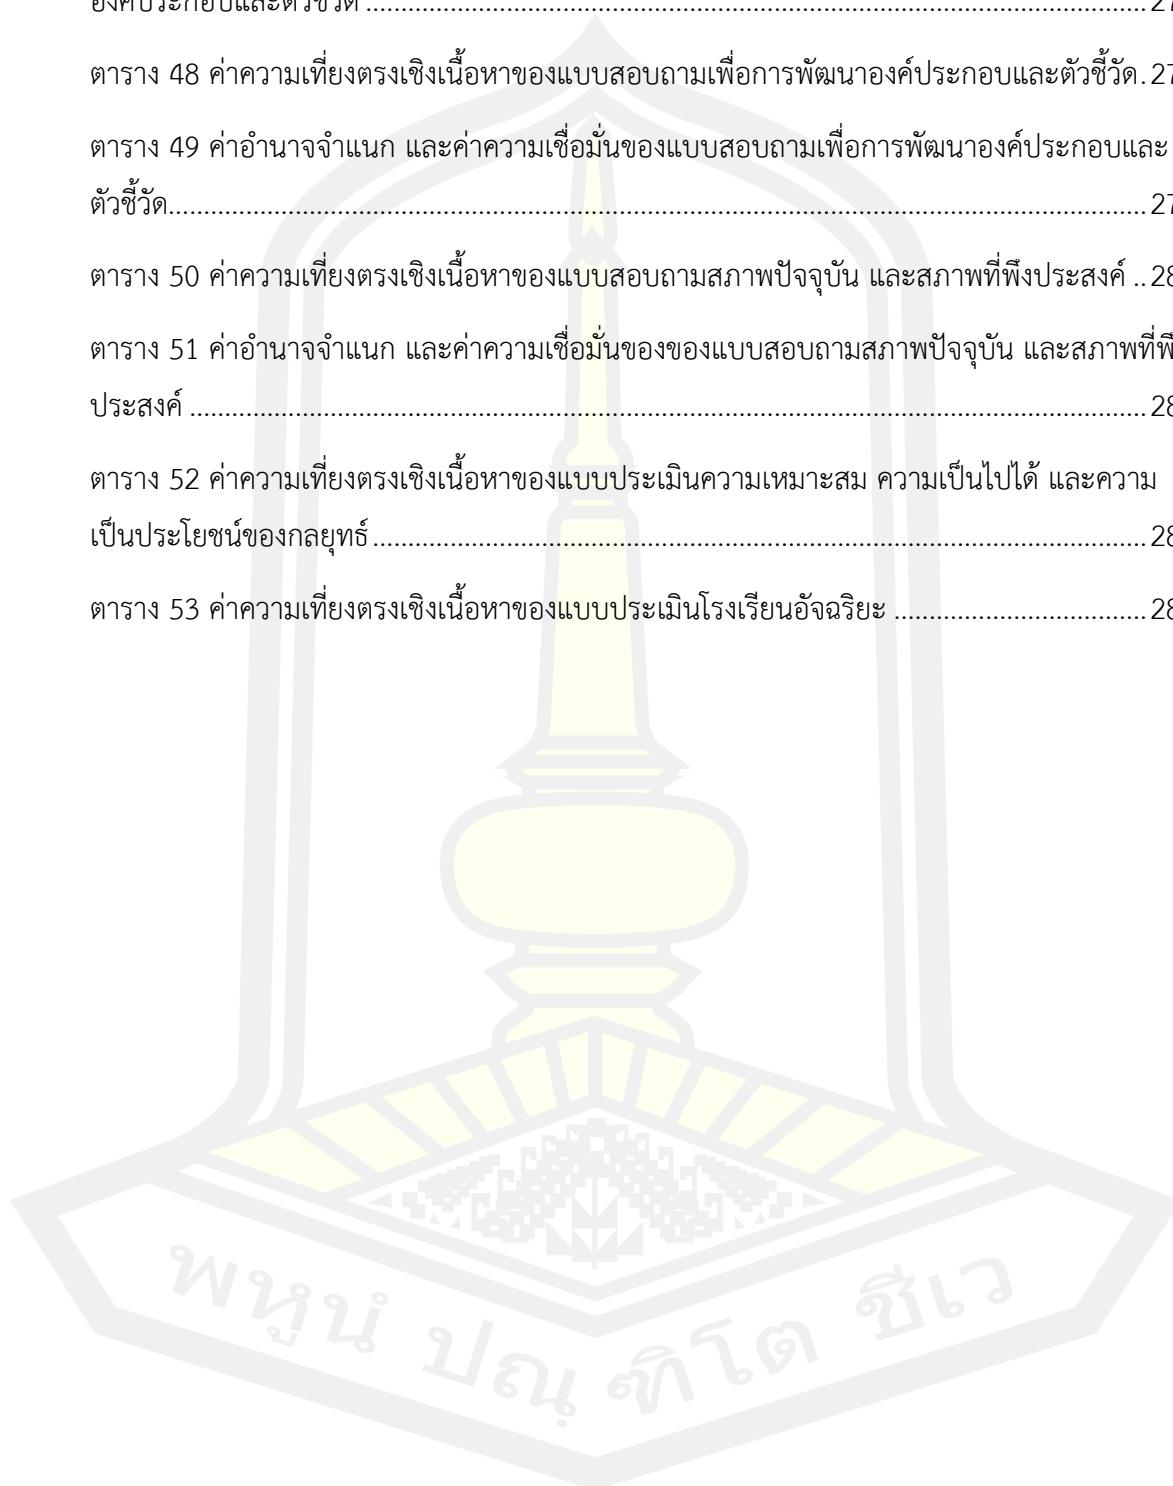 องค์ประกอบและตัวชี้วัด ........ 27
ตาราง 48 ค่าความเที่ยงตรงเชิงเนื้อหาของแบบสอบถามเพื่อการพัฒนาองค์ประกอบและตัวชี้วัด. 27
ตาราง 49 ค่าอำนาจจำแนก และค่าความเชื่อมั่นของแบบสอบถามเพื่อการพัฒนาองค์ประกอบและ
ตัวชี้วัด........ 27
ตาราง 50 ค่าความเที่ยงตรงเชิงเนื้อหาของแบบสอบถามสภาพปัจจุบัน และสภาพที่พึงประสงค์ .. 28
ตาราง 51 ค่าอำนาจจำแนก และค่าความเชื่อมั่นของของแบบสอบถามสภาพปัจจุบัน และสภาพที่พึ
ประสงค์ ........ 28
ตาราง 52 ค่าความเที่ยงตรงเชิงเนื้อหาของแบบประเมินความเหมาะสม ความเป็นไปได้ และความ
เป็นประโยชน์ของกลยุทธ์ ........ 28
ตาราง 53 ค่าความเที่ยงตรงเชิงเนื้อหาของแบบประเมินโรงเรียนอัจฉริยะ ........ 28
พหูนํ ปณฺฑิโต ชีเว